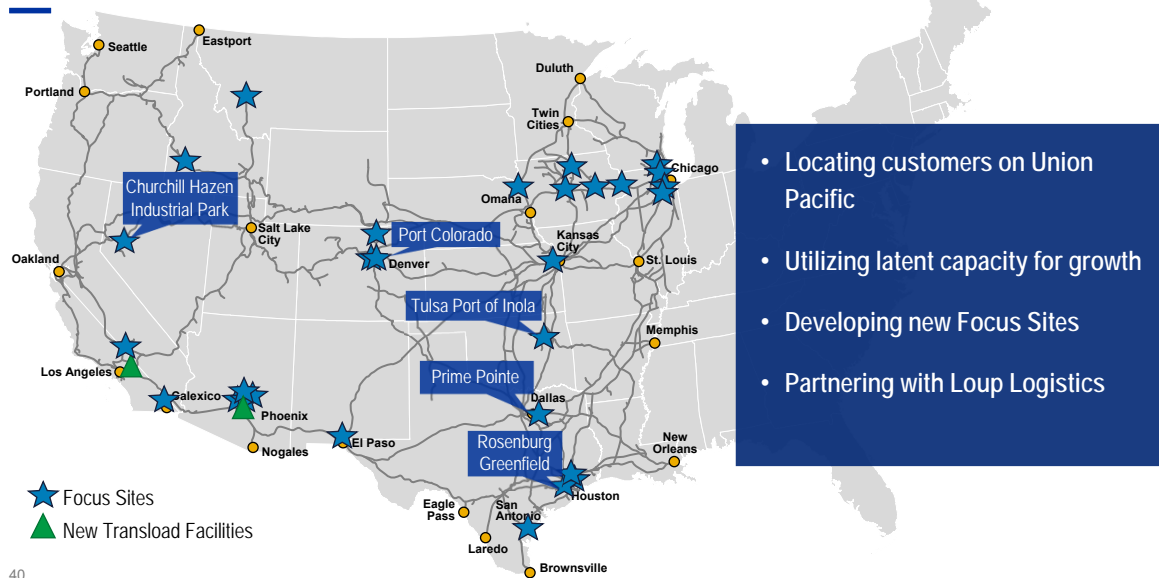 Eastport
Seattle
Duluth
Portland
Twin
Cities
Chicago
Churchill Hazen
Industrial Park
Omaha
Salt Lake
City
Port Colorado
Kansas
City
Oakland
Denver
St. Louis
Tulsa Port of Inola
Memphis
Los Angeles
Prime Pointe
Calexico
Dallas
Phoenix
Rosenburg
Greenfield
El Paso
New
Orleans
Nogales
Houston
Eagle
Pass
San
Antonio
Laredo
Brownsville
Focus Sites
New Transload Facilities
• Locating customers on Union
Pacific
• Utilizing latent capacity for growth
• Developing new Focus Sites
• Partnering with Loup Logistics
40